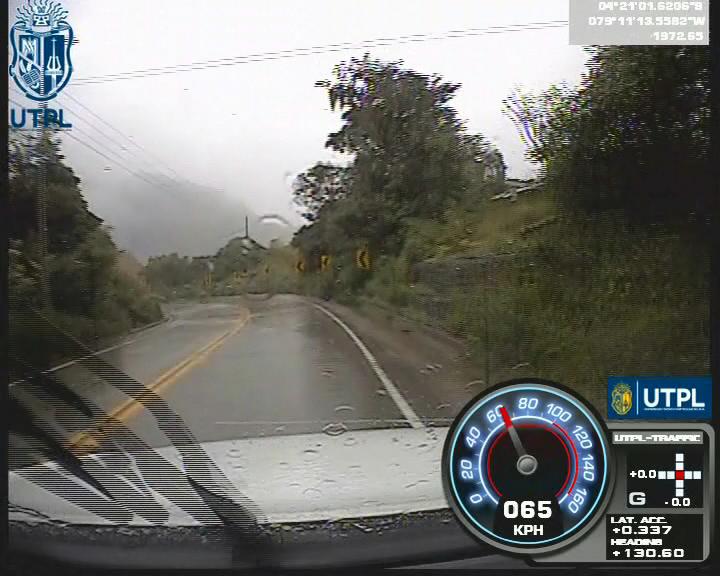 04°21'01.6206"S
079°11'13.5582"W
1972.65
UTPL
UTPL
UTPL-TRAFFIC
+0.0
G -0.0
LAT. ACC.
+0.337
HEADING
+130.60
0 20 40 60 80 100 120 140 160
065
KPH